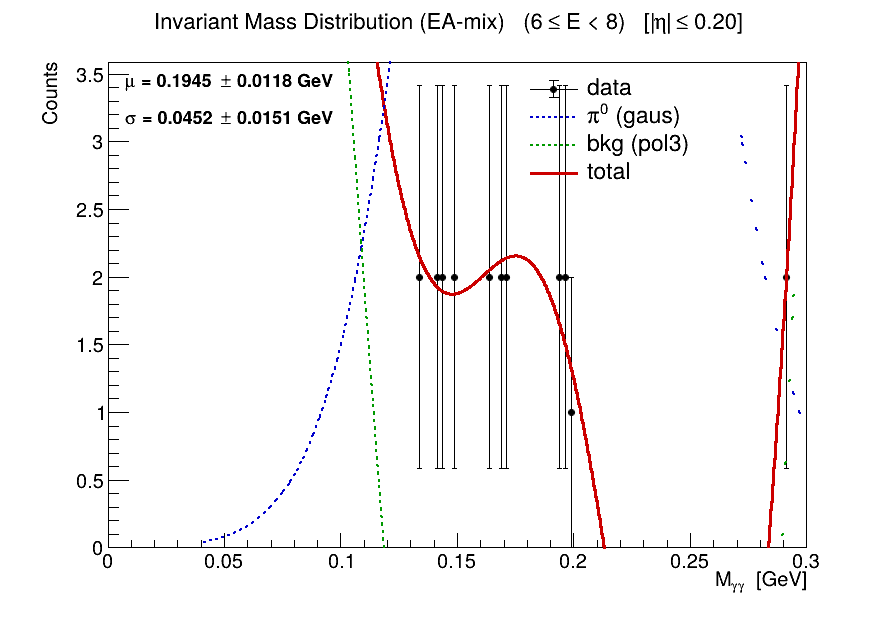 Invariant Mass Distribution (EA-mix) (6 ≤ E < 8) [|η| ≤ 0.20]
Counts
μ = 0.1945 ± 0.0118 GeV
σ = 0.0452 ± 0.0151 GeV
data
π⁰ (gaus)
bkg (pol3)
total
3.5
3
2.5
2
1.5
1
0.5
0
0 0.05 0.1 0.15 0.2 0.25 0.3
Mγγ [GeV]